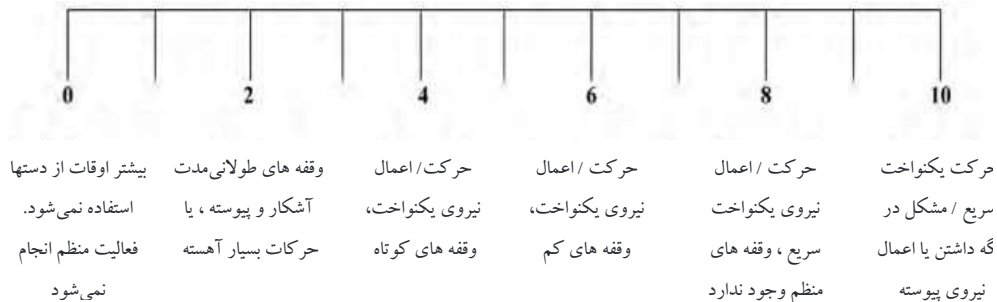 0 2 4 6 8 10
بیشتر اوقات از دستها
استفاده نمی‌شود.
فعالیت منظم انجام
نمی‌شود
وقفه های طولانی‌مدت
آشکار و پیوسته ، یا
حرکات بسیار آهسته
حرکت/ اعمال
نیروی یکنواخت،
وقفه های کوتاه
حرکت / اعمال
نیروی یکنواخت،
وقفه های کم
حرکت / اعمال
نیروی یکنواخت
سریع ، وقفه های
منظم وجود ندارد
حرکت یکنواخت
سریع / مشکل در
گه داشتن یا اعمال
نیروی پیوسته